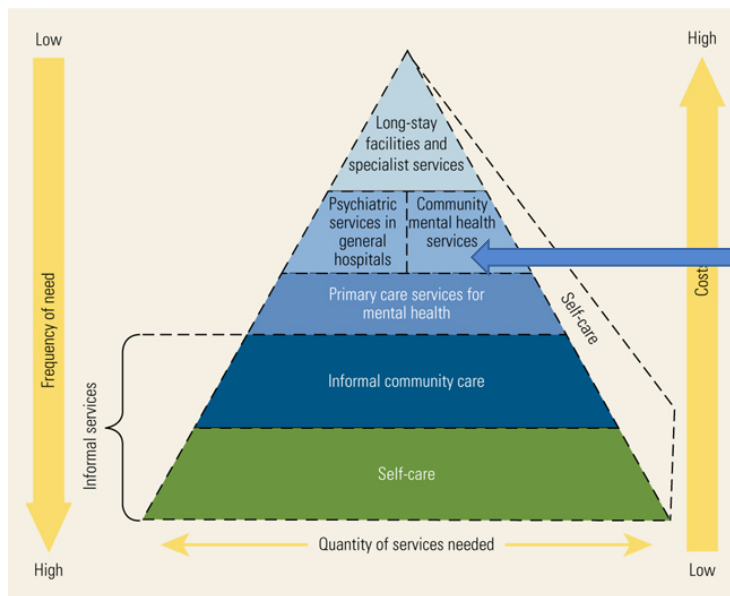 Low
High
Long-stay
facilities and
specialist services
Psychiatric
services in
general
hospitals
Community
mental health
services
Primary care services for
mental health
Self-care
Costs
Frequency of need
Informal services
Informal community care
Self-care
Quantity of services needed
High
Low